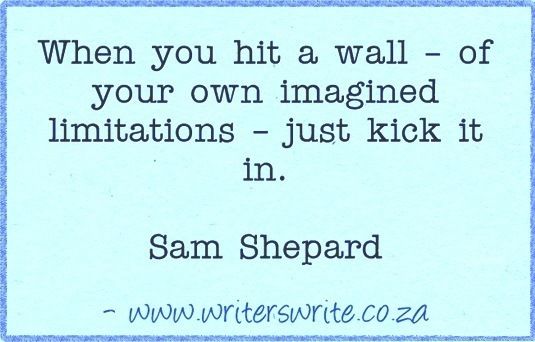 When you hit a wall – of
your own imagined
limitations – just kick it
in.
Sam Shepard
- www.writerswrite.co.za